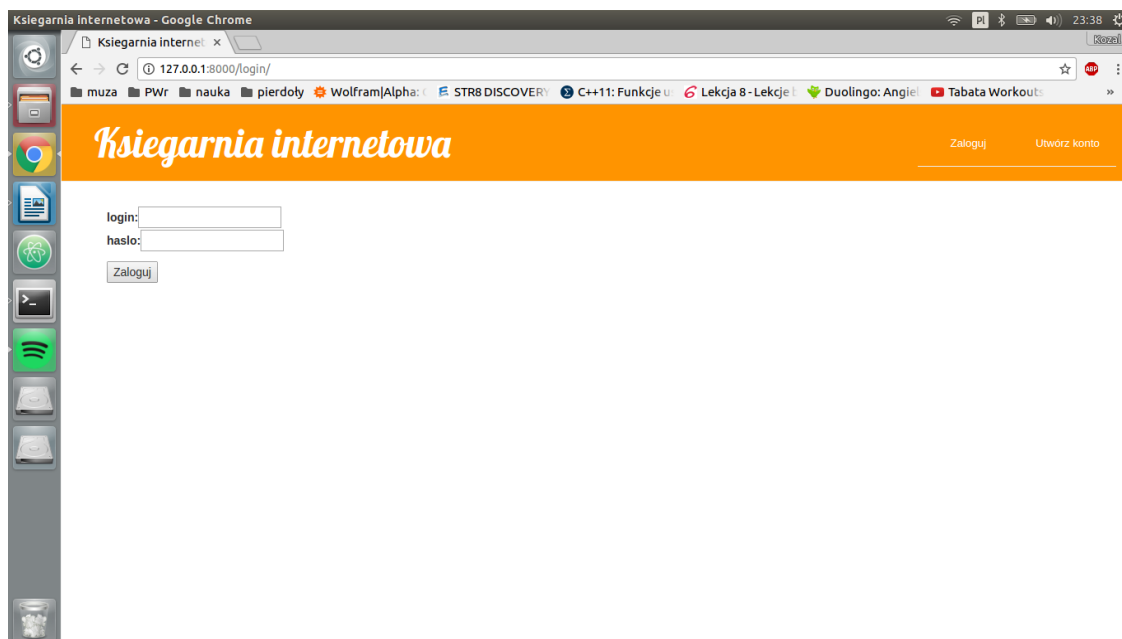 Ksiegarnia internetowa - Google Chrome
Pl
23:38
Ksiegarnia internet
Kozal
127.0.0.1:8000/login/
ABP
muza
PWr
nauka
pierdoły
Wolfram|Alpha:
STR8 DISCOVERY
C++11: Funkcje u
Lekcja 8 - Lekcje
Duolingo: Angiel
Tabata Workouts
»
Ksiegarnia internetowa
Zaloguj
Utwórz konto
login:
haslo:
Zaloguj